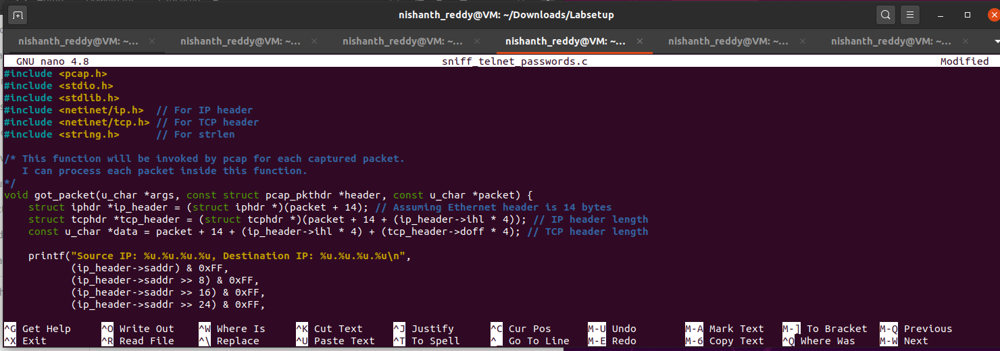 nishanth_reddy@VM: ~/Downloads/Labsetup
nishanth_reddy@VM: ~... × nishanth_reddy@VM: ~... × nishanth_reddy@VM: ~... × nishanth_reddy@VM: ~... × nishanth_reddy@VM: ~... × nishanth_reddy@VM: ~... ×
GNU nano 4.8 sniff_telnet_passwords.c Modified
#include <pcap.h>
#include <stdio.h>
#include <stdlib.h>
#include <netinet/ip.h>  // For IP header
#include <netinet/tcp.h> // For TCP header
#include <string.h>      // For strlen
/* This function will be invoked by pcap for each captured packet.
   I can process each packet inside this function.
*/
void got_packet(u_char *args, const struct pcap_pkthdr *header, const u_char *packet) {
    struct iphdr *ip_header = (struct iphdr *)(packet + 14); // Assuming Ethernet header is 14 bytes
    struct tcphdr *tcp_header = (struct tcphdr *)(packet + 14 + (ip_header->ihl * 4)); // IP header length
    const u_char *data = packet + 14 + (ip_header->ihl * 4) + (tcp_header->doff * 4); // TCP header length
    printf("Source IP: %u.%u.%u.%u, Destination IP: %u.%u.%u.%u\n",
           (ip_header->saddr) & 0xFF,
           (ip_header->saddr >> 8) & 0xFF,
           (ip_header->saddr >> 16) & 0xFF,
           (ip_header->saddr >> 24) & 0xFF,
^G Get Help ^O Write Out ^W Where Is ^K Cut Text ^J Justify ^C Cur Pos M-U Undo M-A Mark Text M-] To Bracket M-Q Previous
^X Exit ^R Read File ^\ Replace ^U Paste Text ^T To Spell ^_ Go To Line M-E Redo M-6 Copy Text ^Q Where Was M-W Next